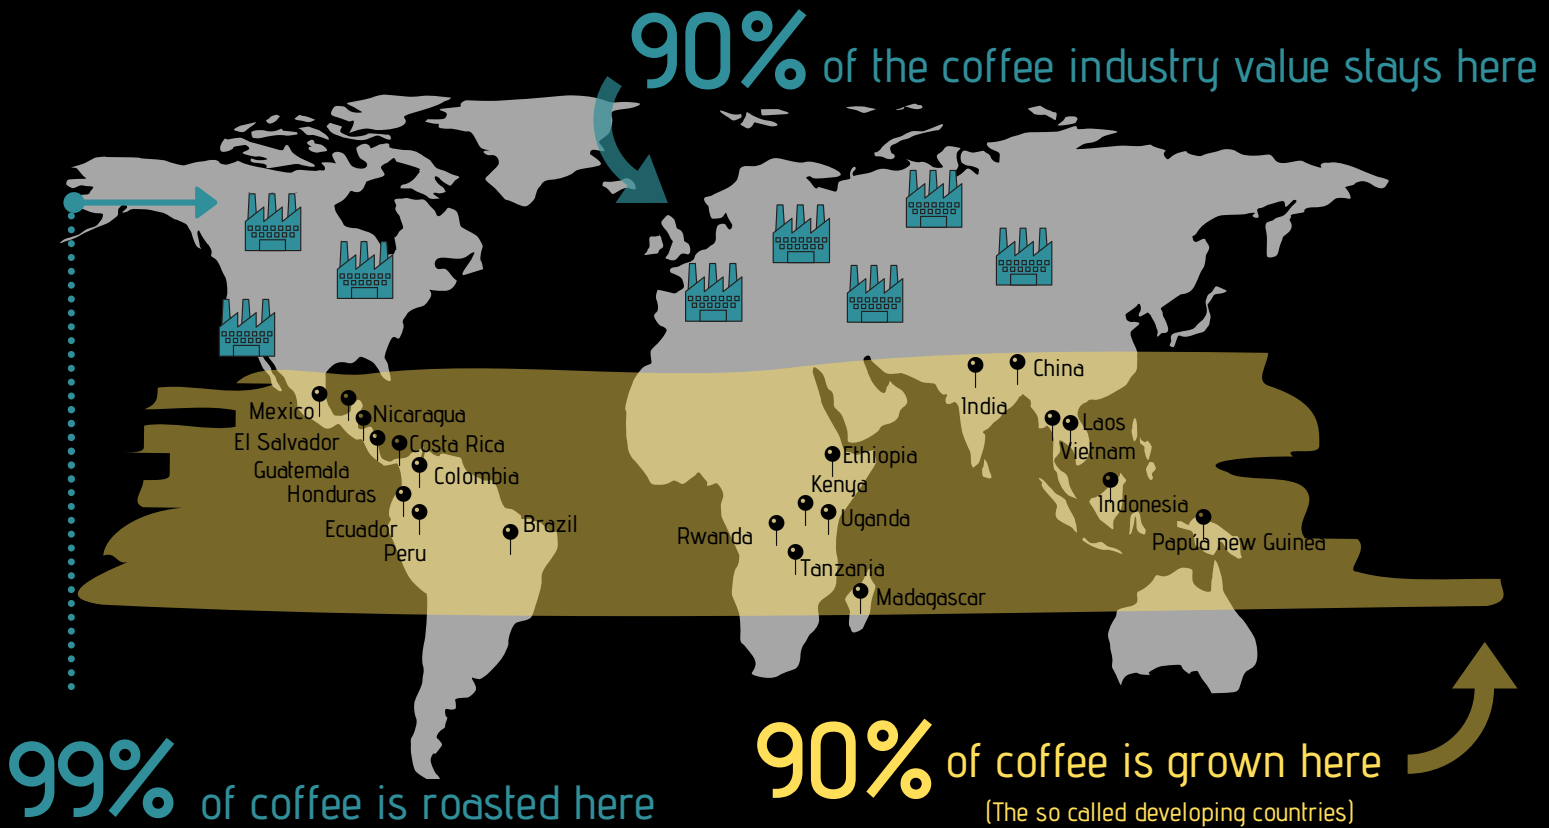 90% of the coffee industry value stays here
China
India
Mexico
Nicaragua
Laos
El Salvador
Costa Rica
Vietnam
Ethiopia
Guatemala
Colombia
Kenya
Honduras
Indonesia
Uganda
Brazil
Ecuador
Rwanda
Papúa new Guinea
Peru
Tanzania
Madagascar
90% of coffee is grown here
(The so called developing countries)
99% of coffee is roasted here